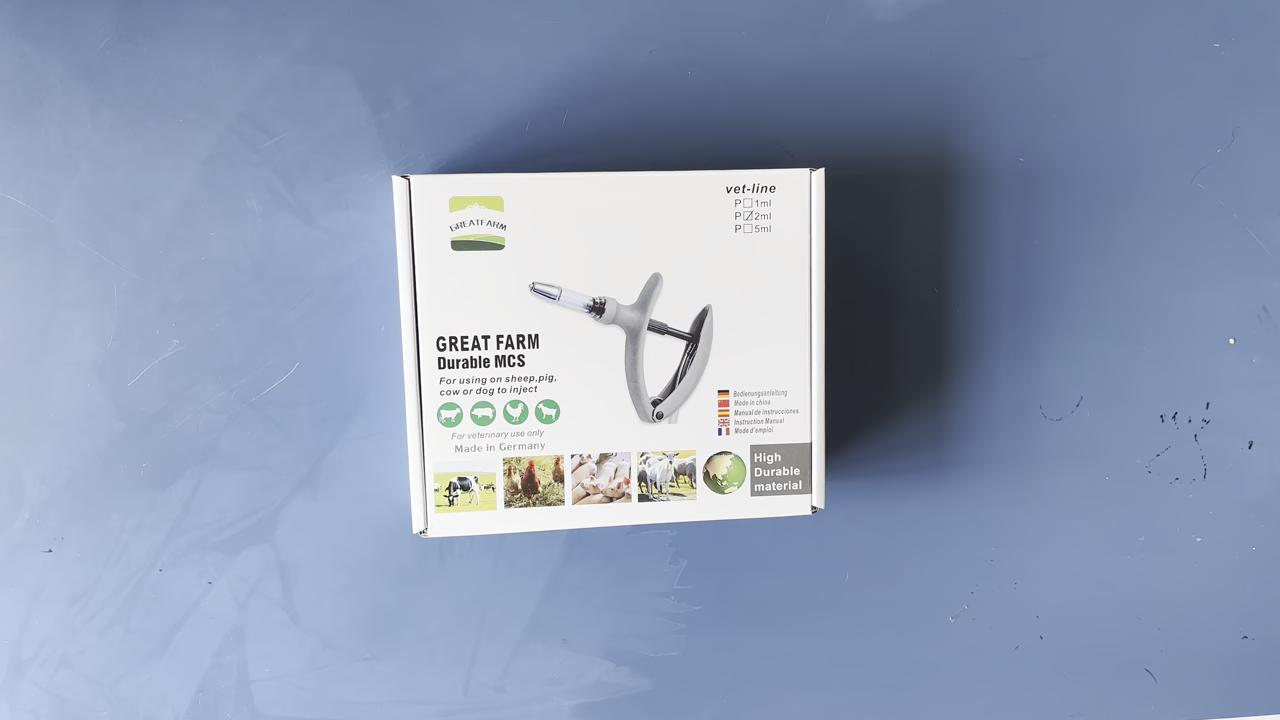 GREATFARM
vet-line
P☐1ml
P☑2ml
P☐5ml
GREAT FARM
Durable MCS
For using on sheep,pig,
cow or dog to inject
For veterinary use only
Made in Germany
Bedienungsanleitung
Mode in china
Manual de instrucciones
Instruction Manual
Mode d'emploi
High
Durable
material